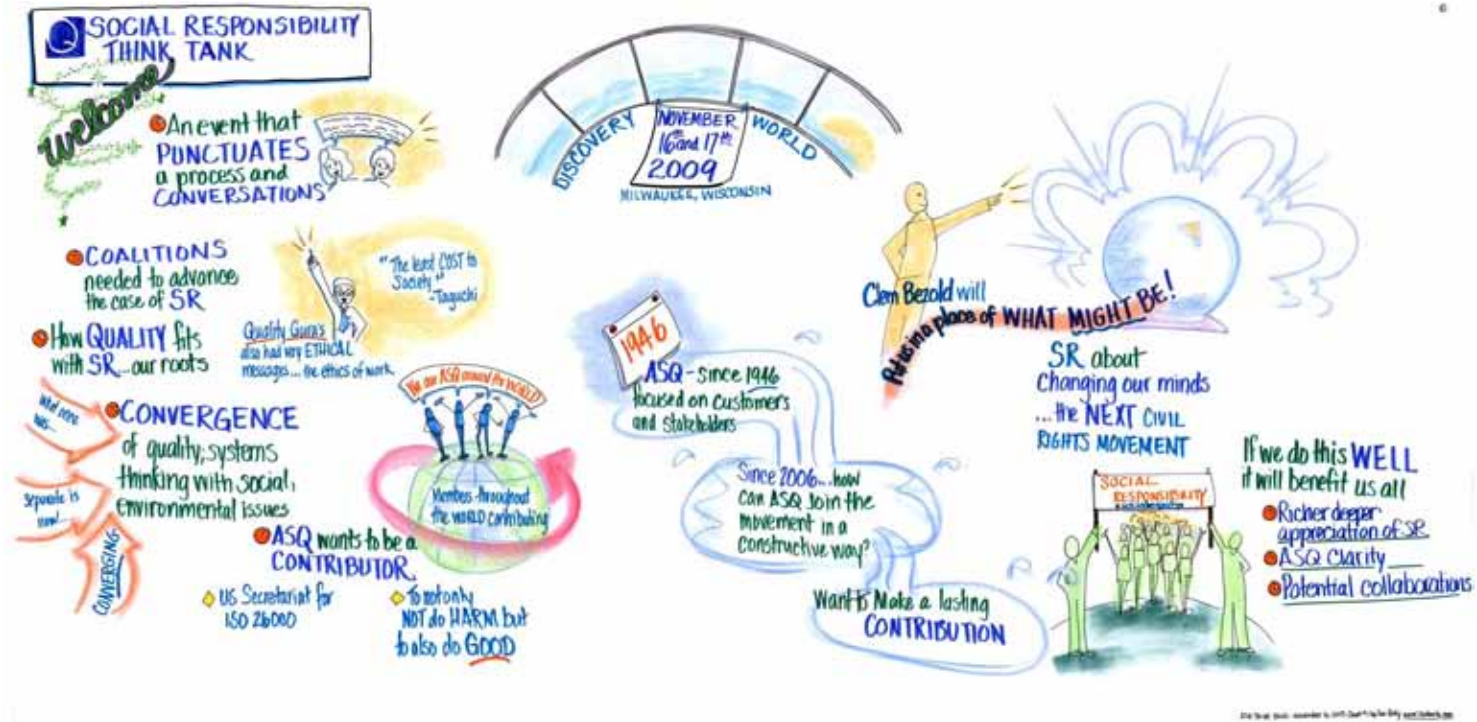 Q SOCIAL RESPONSIBILITY
THINK TANK
Welcome
An event that
PUNCTUATES
a process and
CONVERSATIONS
COALITIONS
needed to advance
the case of SR
How QUALITY fits
with SR...our roots
"The least COST to
Society"
-Taguchi
Quality Guru's
also had very ETHICAL
messages... the ethics of work
What once
was...
Separate is
now!
CONVERGING
CONVERGENCE
of quality, systems
thinking with social,
environmental issues
We are ASQ around the WORLD
Members throughout
the WORLD contributing
ASQ wants to be a
CONTRIBUTOR
US Secretariat for
ISO 26000
To not only
NOT do HARM but
to also do GOOD
DISCOVERY WORLD
NOVEMBER
16th and 17th
2009
MILWAUKEE, WISCONSIN
1946
ASQ - since 1946
focused on customers
and stakeholders
Since 2006...how
can ASQ Join the
movement in a
constructive way?
Want to Make a lasting
CONTRIBUTION
Clem Bezold will
Put us in a place of WHAT MIGHT BE!
SR about
Changing our minds
...the NEXT CIVIL
RIGHTS MOVEMENT
SOCIAL
RESPONSIBILITY
If we do this WELL
it will benefit us all
Richer deeper
appreciation of SR
ASQ Clarity
Potential collaborations